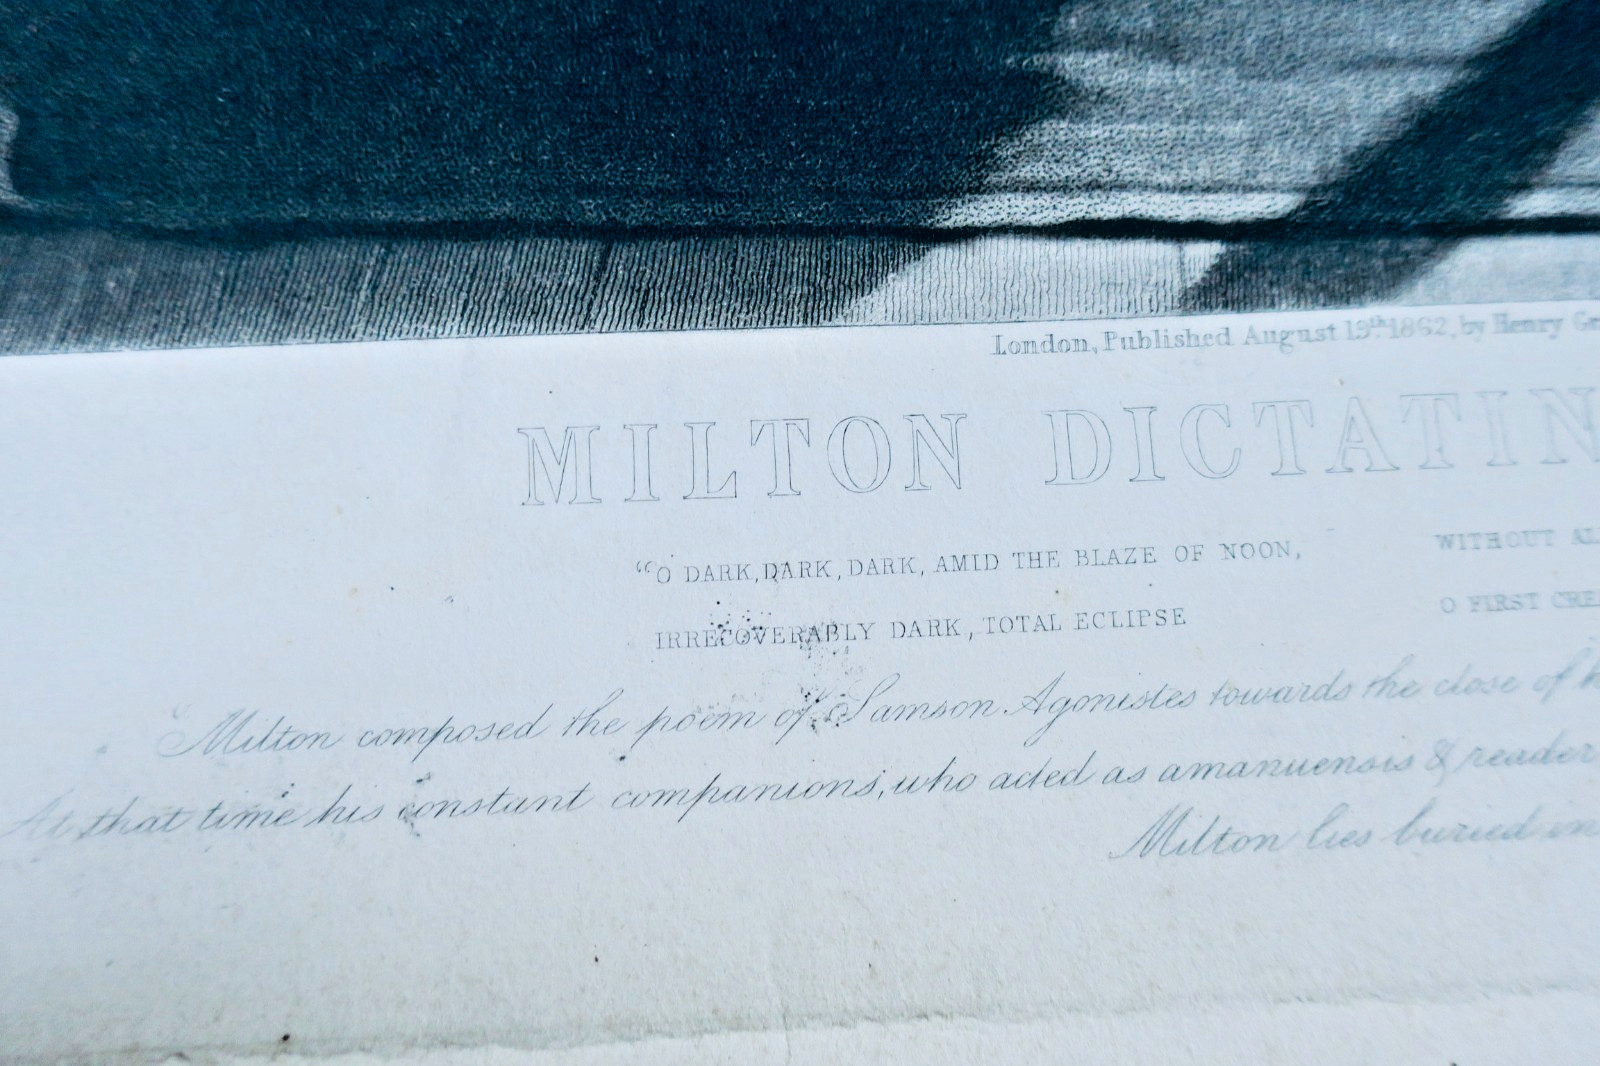 London, Published August 19th 1862, by Henry
MILTON DICTATIN
"O DARK, DARK, DARK, AMID THE BLAZE OF NOON,
WITHOUT
IRRECOVERABLY DARK, TOTAL ECLIPSE
O FIRST
Milton composed the poem of Samson Agonistes towards the close of
At that time his constant companions, who acted as amanuensis & reader
Milton lies buried in